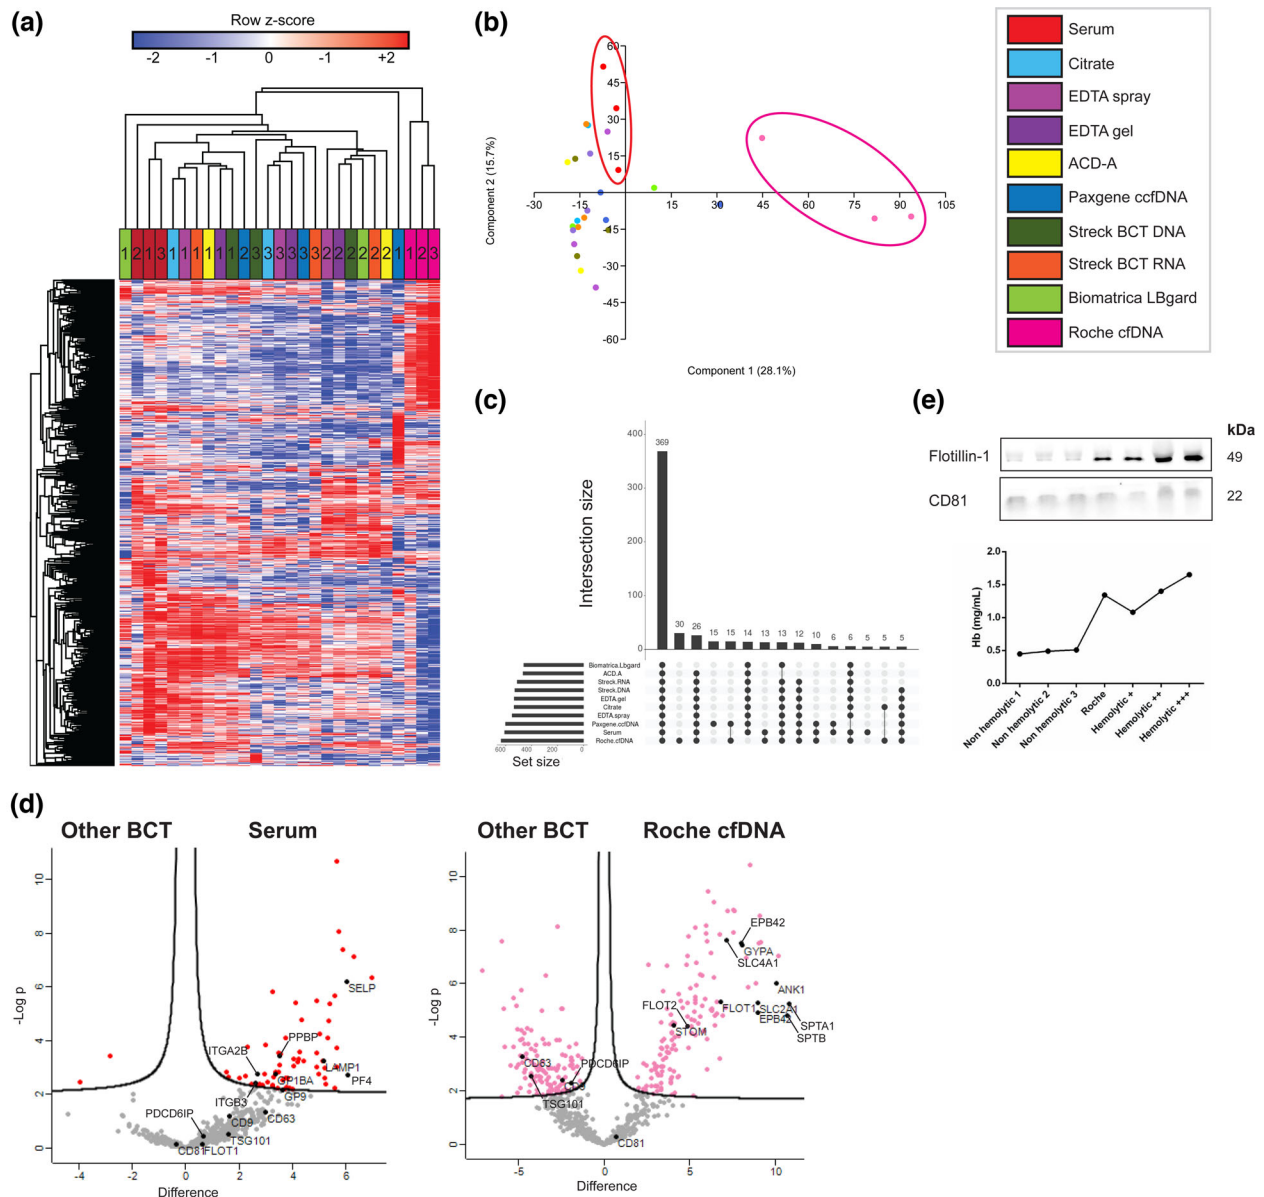 (a)
Row z-score
-2 -1 0 -1 +2
1 2 1 3 1 1 1 1 1 1 2 3 3 3 3 3 3 2 2 2 2 2 2 1 1 2 3
(b)
Component 2 (15.7%)
60
45
30
15
-15
-30
-45
-60
-30 -15 15 30 45 60 75 90 105
Component 1 (28.1%)
Serum
Citrate
EDTA spray
EDTA gel
ACD-A
Paxgene ccfDNA
Streck BCT DNA
Streck BCT RNA
Biomatrica LBgard
Roche cfDNA
(c)
Intersection size
400
300
200
100
0
369 30 26 15 15 14 13 13 12 10 6 6 5 5 5
Biomatrica.LBgard
ACD.A
Streck.RNA
Streck.DNA
EDTA.gel
Citrate
EDTA.spray
Paxgene.ccfDNA
Serum
Roche.cfDNA
600 400 200 0
Set size
(e)
kDa
Flotillin-1 49
CD81 22
Hb (mg/mL)
2.0
1.5
1.0
0.5
0.0
Non hemolytic 1
Non hemolytic 2
Non hemolytic 3
Roche
Hemolytic +
Hemolytic ++
Hemolytic +++
(d)
Other BCT Serum
-Log p
10
8
6
4
2
0
SELP
PPBP
ITGA2B
LAMP1
GP1BA
PF4
GP9
ITGB3
PDCD6IP
CD9
CD63
TSG101
CD81
FLOT1
-4 -2 0 2 4 6
Difference
Other BCT Roche cfDNA
-Log p
10
8
6
4
2
0
EPB42
GYPA
SLC4A1
ANK1
FLOT2
FLOT1
SLC2A1
STOM
EPB42
SPTA1
SPTB
CD63
PDCD6IP
CD9
TSG101
CD81
-5 0 5 10
Difference